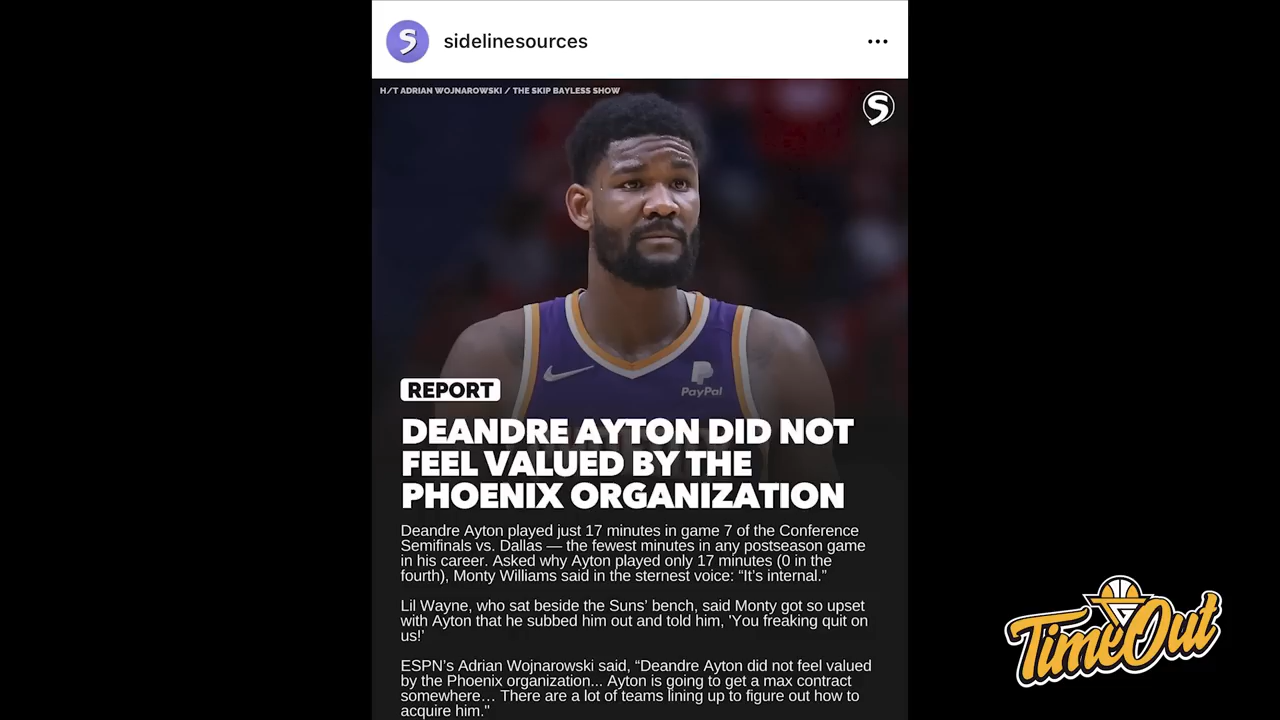 sidelinesources
H/T ADRIAN WOJNAROWSKI / THE SKIP BAYLESS SHOW
S
PayPal
REPORT
DEANDRE AYTON DID NOT
FEEL VALUED BY THE
PHOENIX ORGANIZATION
Deandre Ayton played just 17 minutes in game 7 of the Conference
Semifinals vs. Dallas — the fewest minutes in any postseason game
in his career. Asked why Ayton played only 17 minutes (0 in the
fourth), Monty Williams said in the sternest voice: “It’s internal.”
Lil Wayne, who sat beside the Suns’ bench, said Monty got so upset
with Ayton that he subbed him out and told him, 'You freaking quit on
us!'
ESPN’s Adrian Wojnarowski said, “Deandre Ayton did not feel valued
by the Phoenix organization... Ayton is going to get a max contract
somewhere… There are a lot of teams lining up to figure out how to
acquire him."
TimeOut